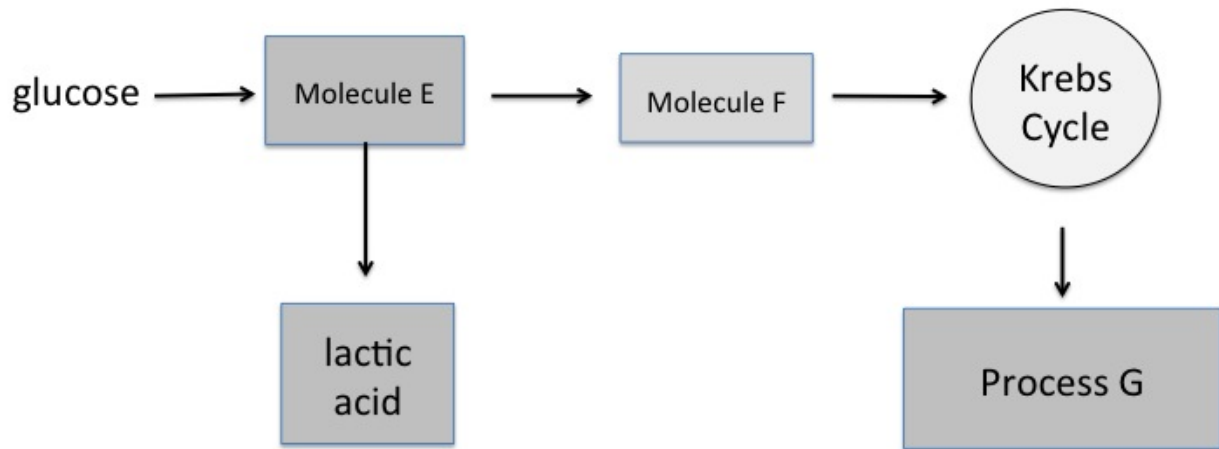 glucose
Molecule E
Molecule F
Krebs
Cycle
lactic
acid
Process G